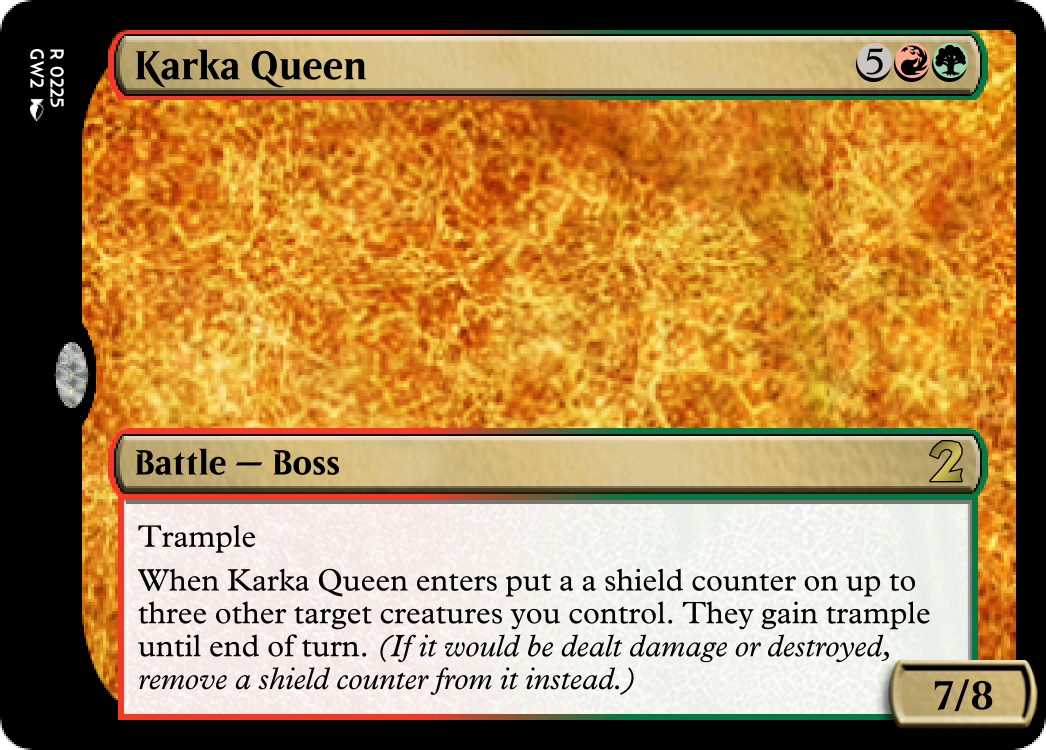 Karka Queen 5
R 0225
GW2
Battle — Boss 2
Trample
When Karka Queen enters put a a shield counter on up to
three other target creatures you control. They gain trample
until end of turn. (If it would be dealt damage or destroyed,
remove a shield counter from it instead.)
7/8